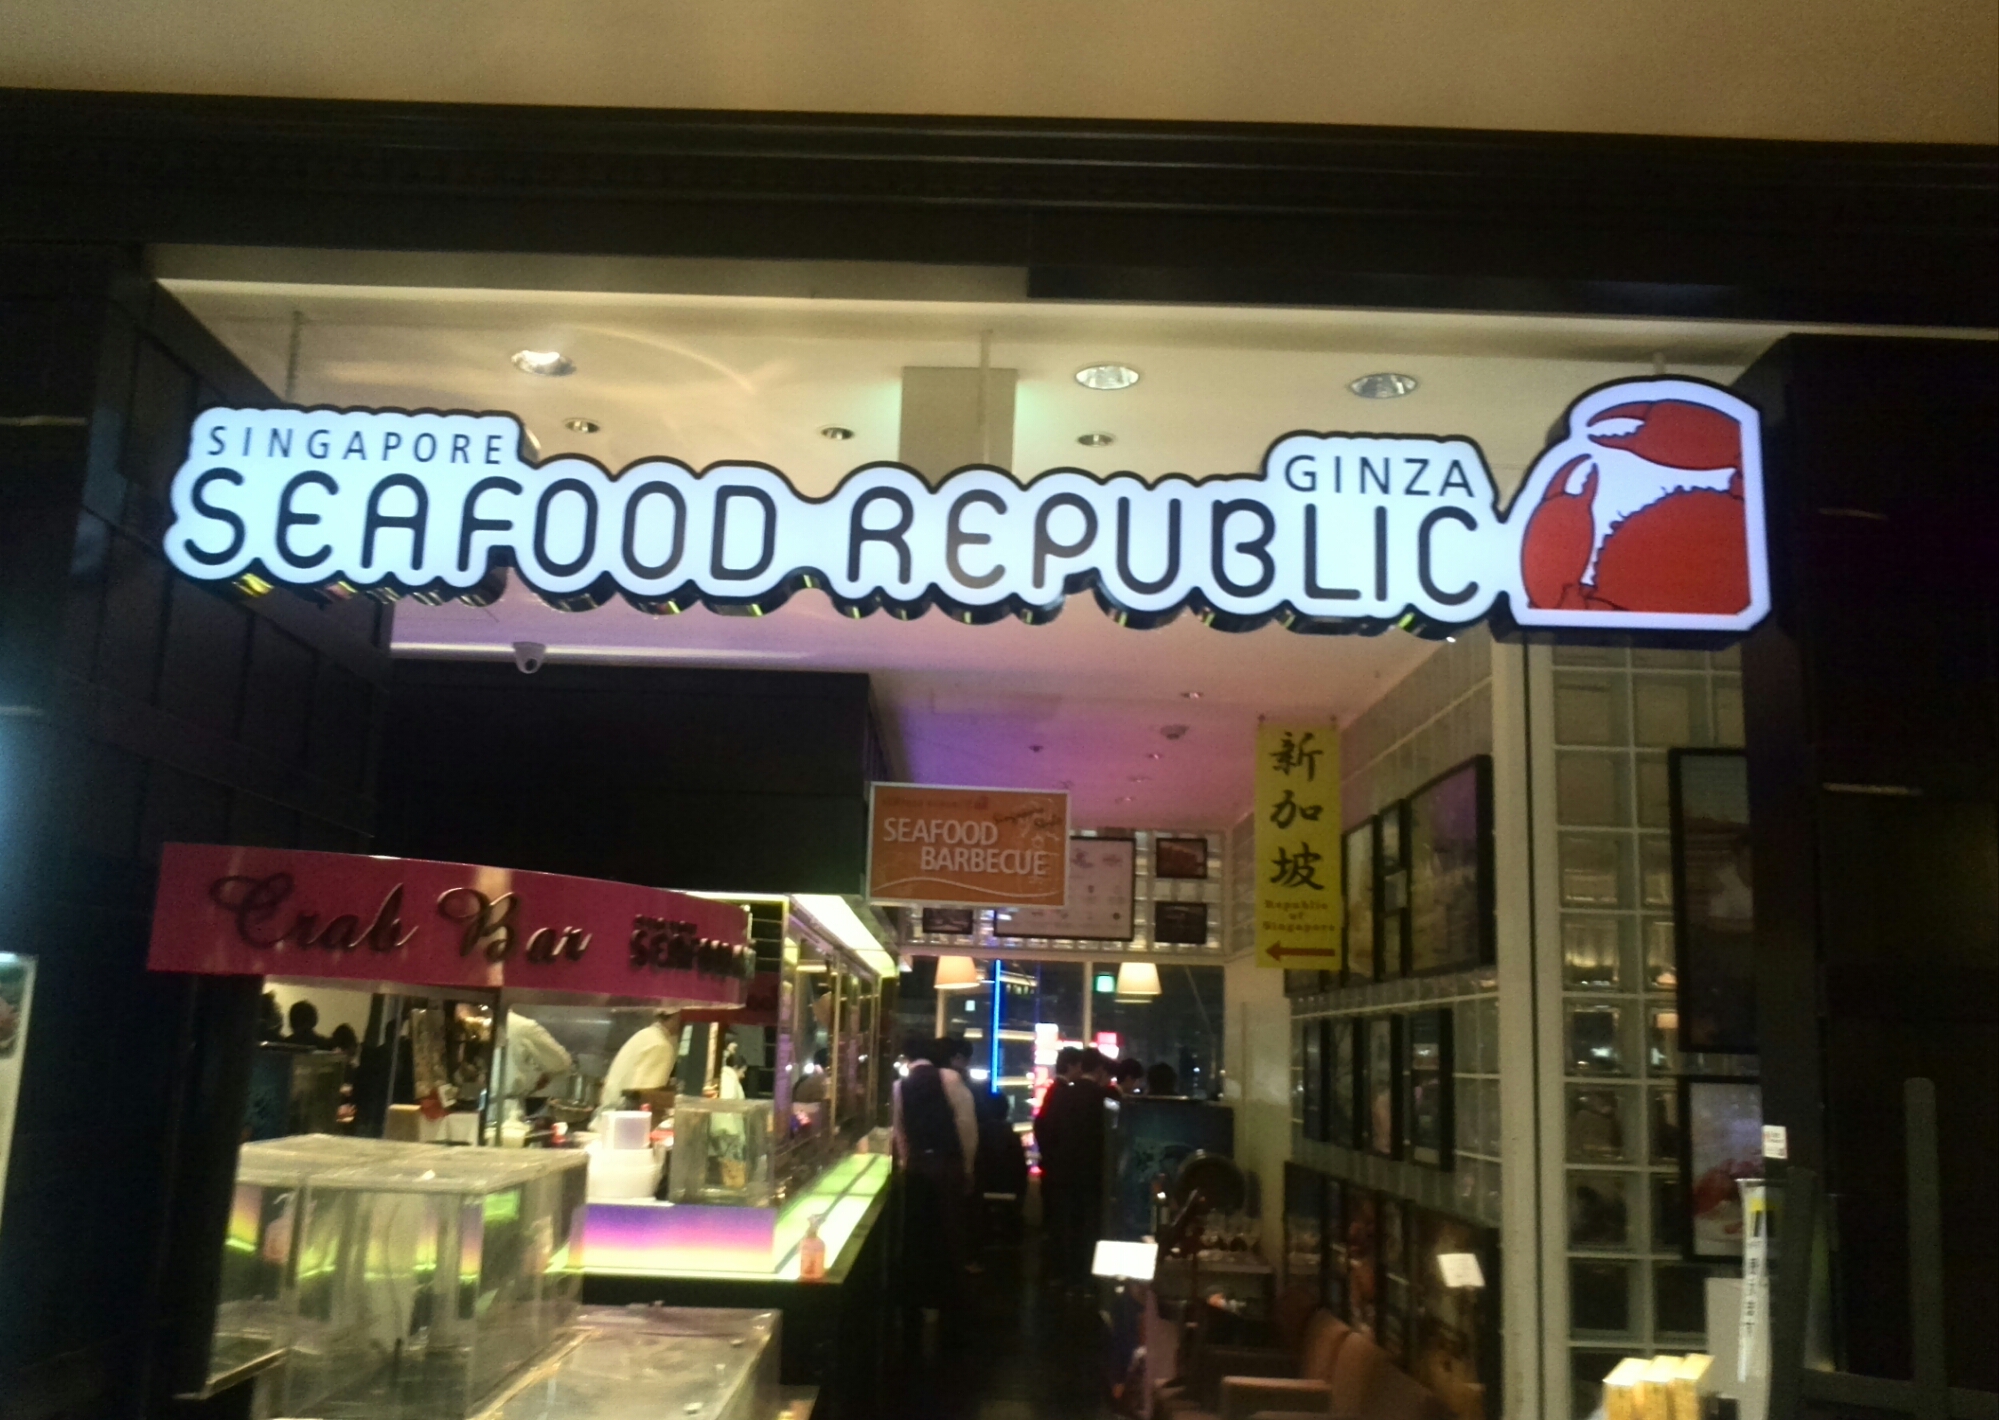 SINGAPORE
SEAFOOD REPUBLIC
GINZA
SEAFOOD
BARBECUE
新加坡
Republic
of
Singapore
Crab Bar